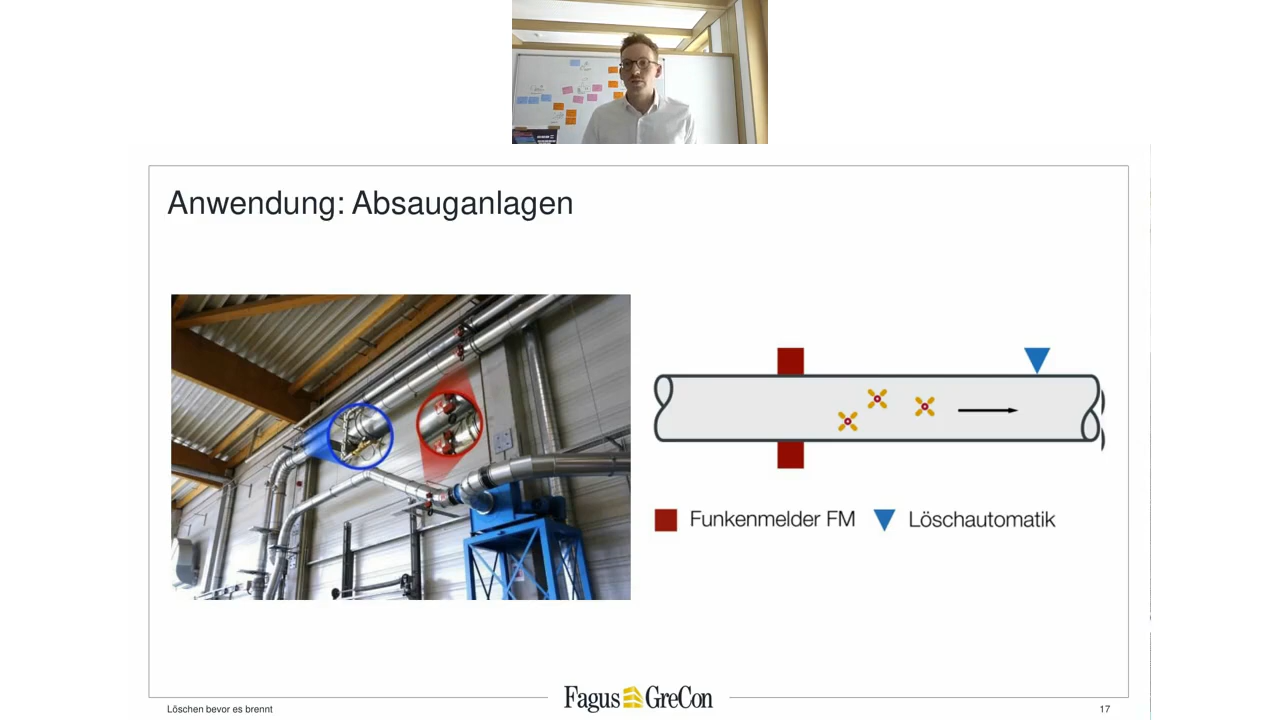 Anwendung: Absauganlagen
Funkenmelder FM
Löschautomatik
Fagus GreCon
Löschen bevor es brennt
17